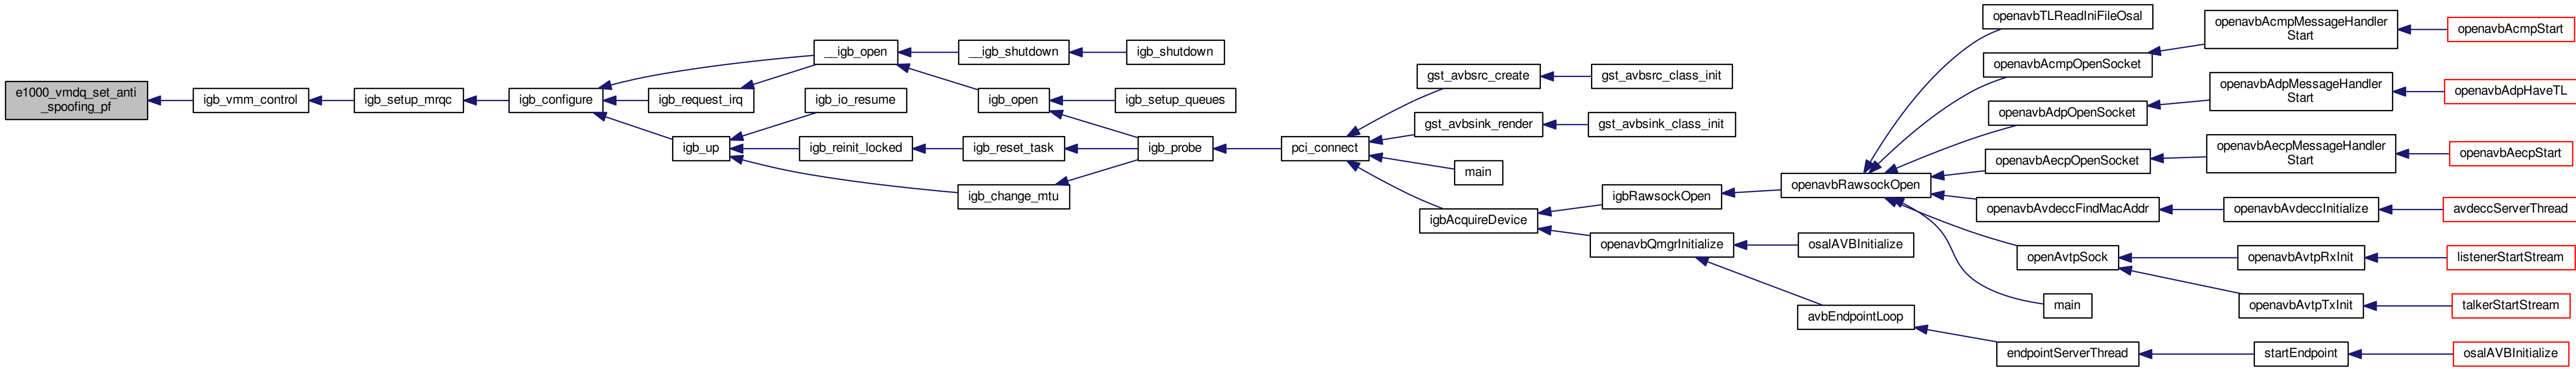 e1000_vmdq_set_anti
_spoofing_pf
igb_vmm_control
igb_setup_mrqc
igb_configure
__igb_open
__igb_shutdown
igb_shutdown
igb_request_irq
igb_io_resume
igb_open
igb_setup_queues
igb_up
igb_reinit_locked
igb_reset_task
igb_probe
igb_change_mtu
pci_connect
gst_avbsrc_create
gst_avbsrc_class_init
gst_avbsink_render
gst_avbsink_class_init
main
igbAcquireDevice
igbRawsockOpen
openavbQmgrInitialize
osalAVBInitialize
avbEndpointLoop
openavbRawsockOpen
openavbTLReadIniFileOsal
openavbAcmpOpenSocket
openavbAcmpMessageHandler
Start
openavbAcmpStart
openavbAdpOpenSocket
openavbAdpMessageHandler
Start
openavbAdpHaveTL
openavbAecpOpenSocket
openavbAecpMessageHandler
Start
openavbAecpStart
openavbAvdeccFindMacAddr
openavbAvdeccInitialize
avdeccServerThread
openAvtpSock
openavbAvtpRxInit
listenerStartStream
main
openavbAvtpTxInit
talkerStartStream
endpointServerThread
startEndpoint
osalAVBInitialize